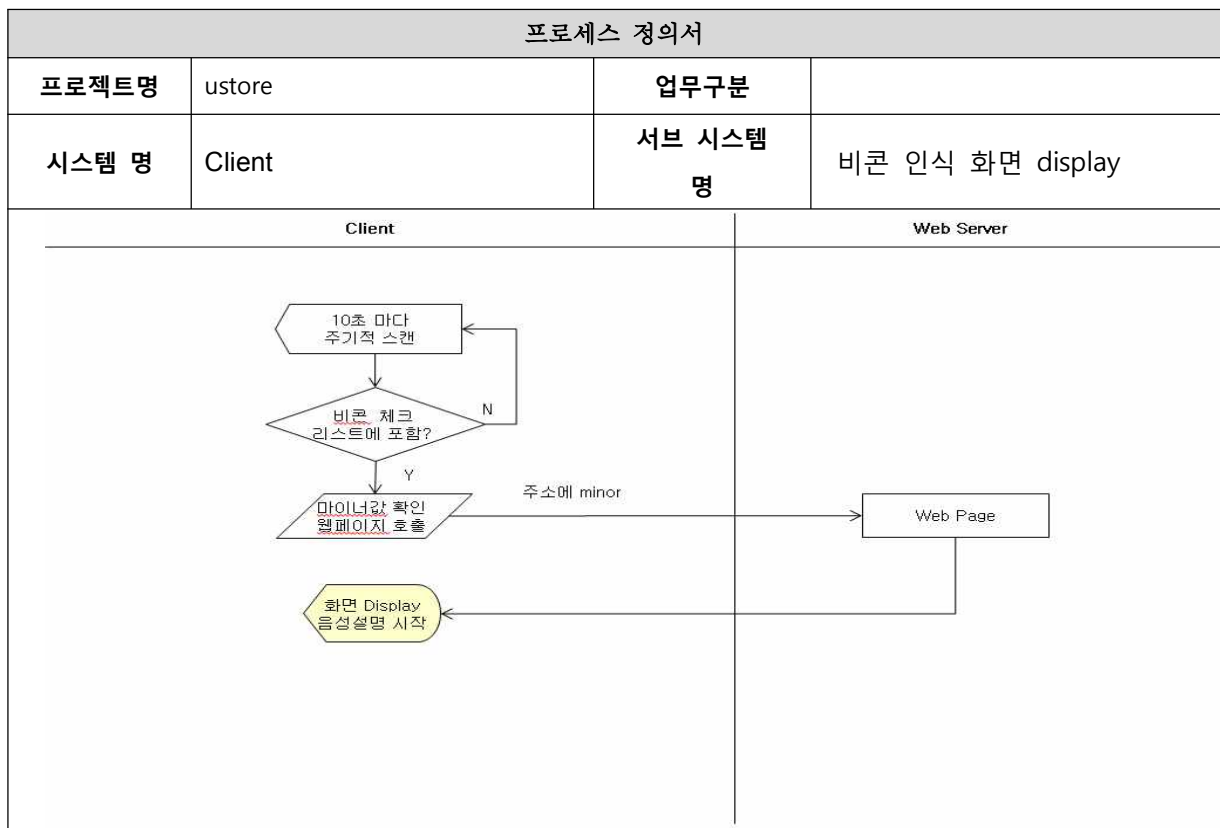 프로세스 정의서
프로젝트명 ustore 업무구분
시스템 명 Client 서브 시스템
명 비콘 인식 화면 display
Client Web Server
10초 마다
주기적 스캔
비콘 체크
리스트에 포함?
N
Y
마이너값 확인
웹페이지 호출
주소에 minor
Web Page
화면 Display
음성설명 시작